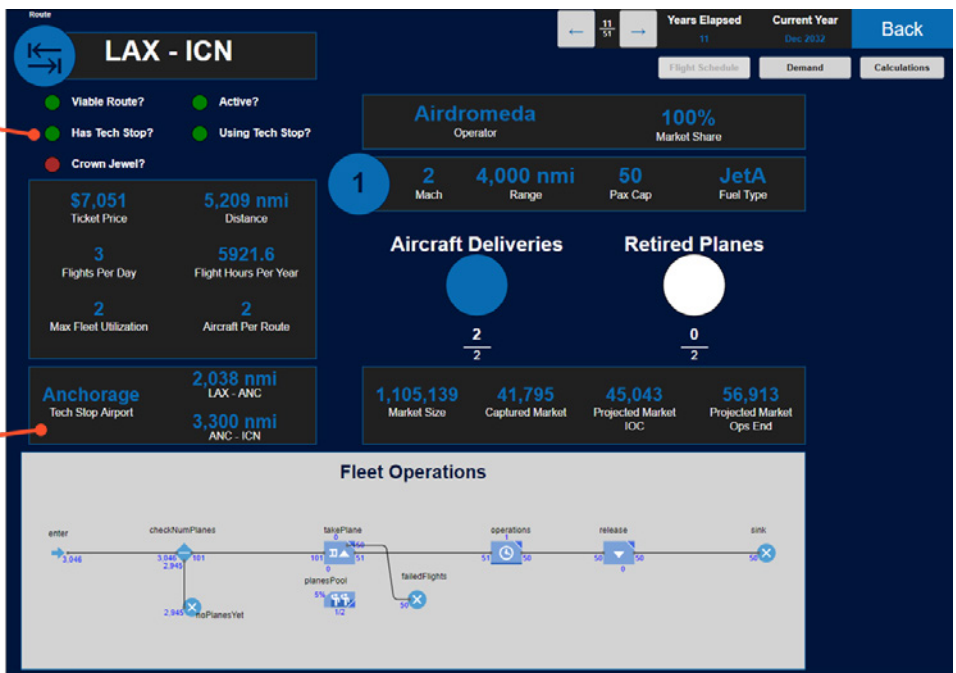 Route
LAX - ICN
← 11/51 →
Years Elapsed
11
Current Year
Dec 2032
Back
Flight Schedule
Demand
Calculations
Viable Route?
Active?
Has Tech Stop?
Using Tech Stop?
Crown Jewel?
Airdromeda
Operator
100%
Market Share
1
2
Mach
4,000 nmi
Range
50
Pax Cap
JetA
Fuel Type
$7,051
Ticket Price
5,209 nmi
Distance
3
Flights Per Day
5921.6
Flight Hours Per Year
2
Max Fleet Utilization
2
Aircraft Per Route
Aircraft Deliveries
2
2
Retired Planes
0
2
Anchorage
Tech Stop Airport
2,038 nmi
LAX - ANC
3,300 nmi
ANC - ICN
1,105,139
Market Size
41,795
Captured Market
45,043
Projected Market
IOC
56,913
Projected Market
Ops End
Fleet Operations
enter
3,046
checkNumPlanes
3,046
101
2,945
2,945
noPlanesYet
takePlane
0
50
101
51
0
planesPool
5%
1/2
failedFlights
50
operations
1
51
50
release
50
50
0
sink
50